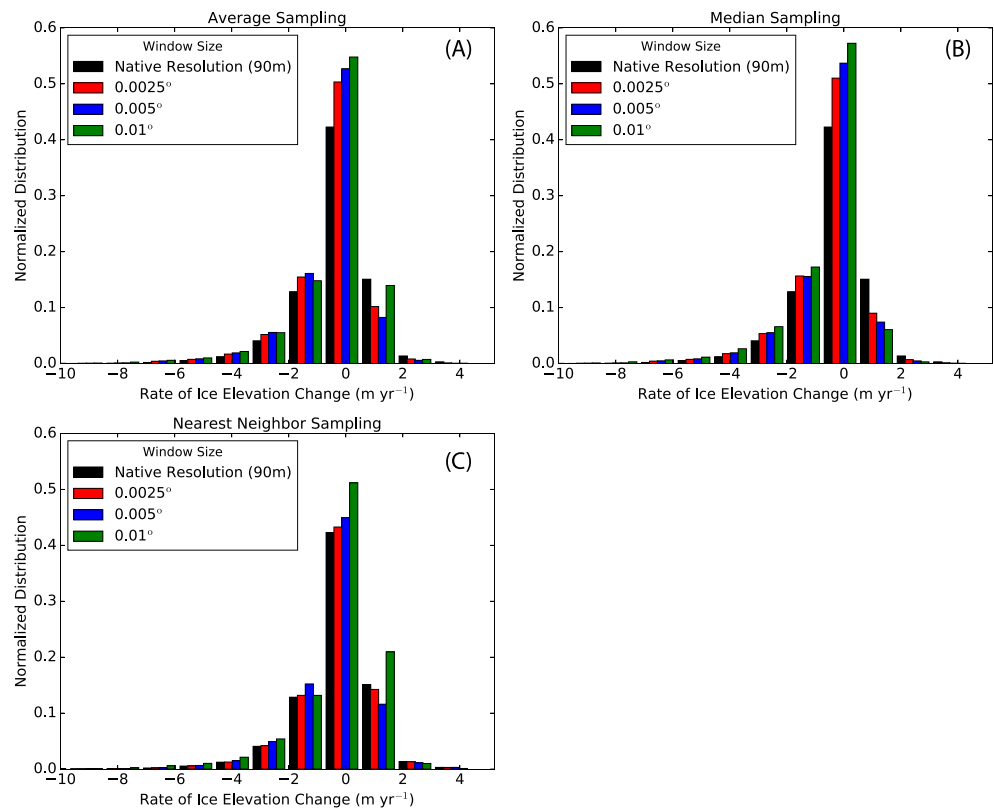 Average Sampling
(A)
Window Size
Native Resolution (90m)
0.0025°
0.005°
0.01°
Normalized Distribution
0.6
0.5
0.4
0.3
0.2
0.1
0.0
−10 −8 −6 −4 −2 0 2 4
Rate of Ice Elevation Change (m yr⁻¹)
Median Sampling
(B)
Window Size
Native Resolution (90m)
0.0025°
0.005°
0.01°
Normalized Distribution
0.6
0.5
0.4
0.3
0.2
0.1
0.0
−10 −8 −6 −4 −2 0 2 4
Rate of Ice Elevation Change (m yr⁻¹)
Nearest Neighbor Sampling
(C)
Window Size
Native Resolution (90m)
0.0025°
0.005°
0.01°
Normalized Distribution
0.6
0.5
0.4
0.3
0.2
0.1
0.0
−10 −8 −6 −4 −2 0 2 4
Rate of Ice Elevation Change (m yr⁻¹)